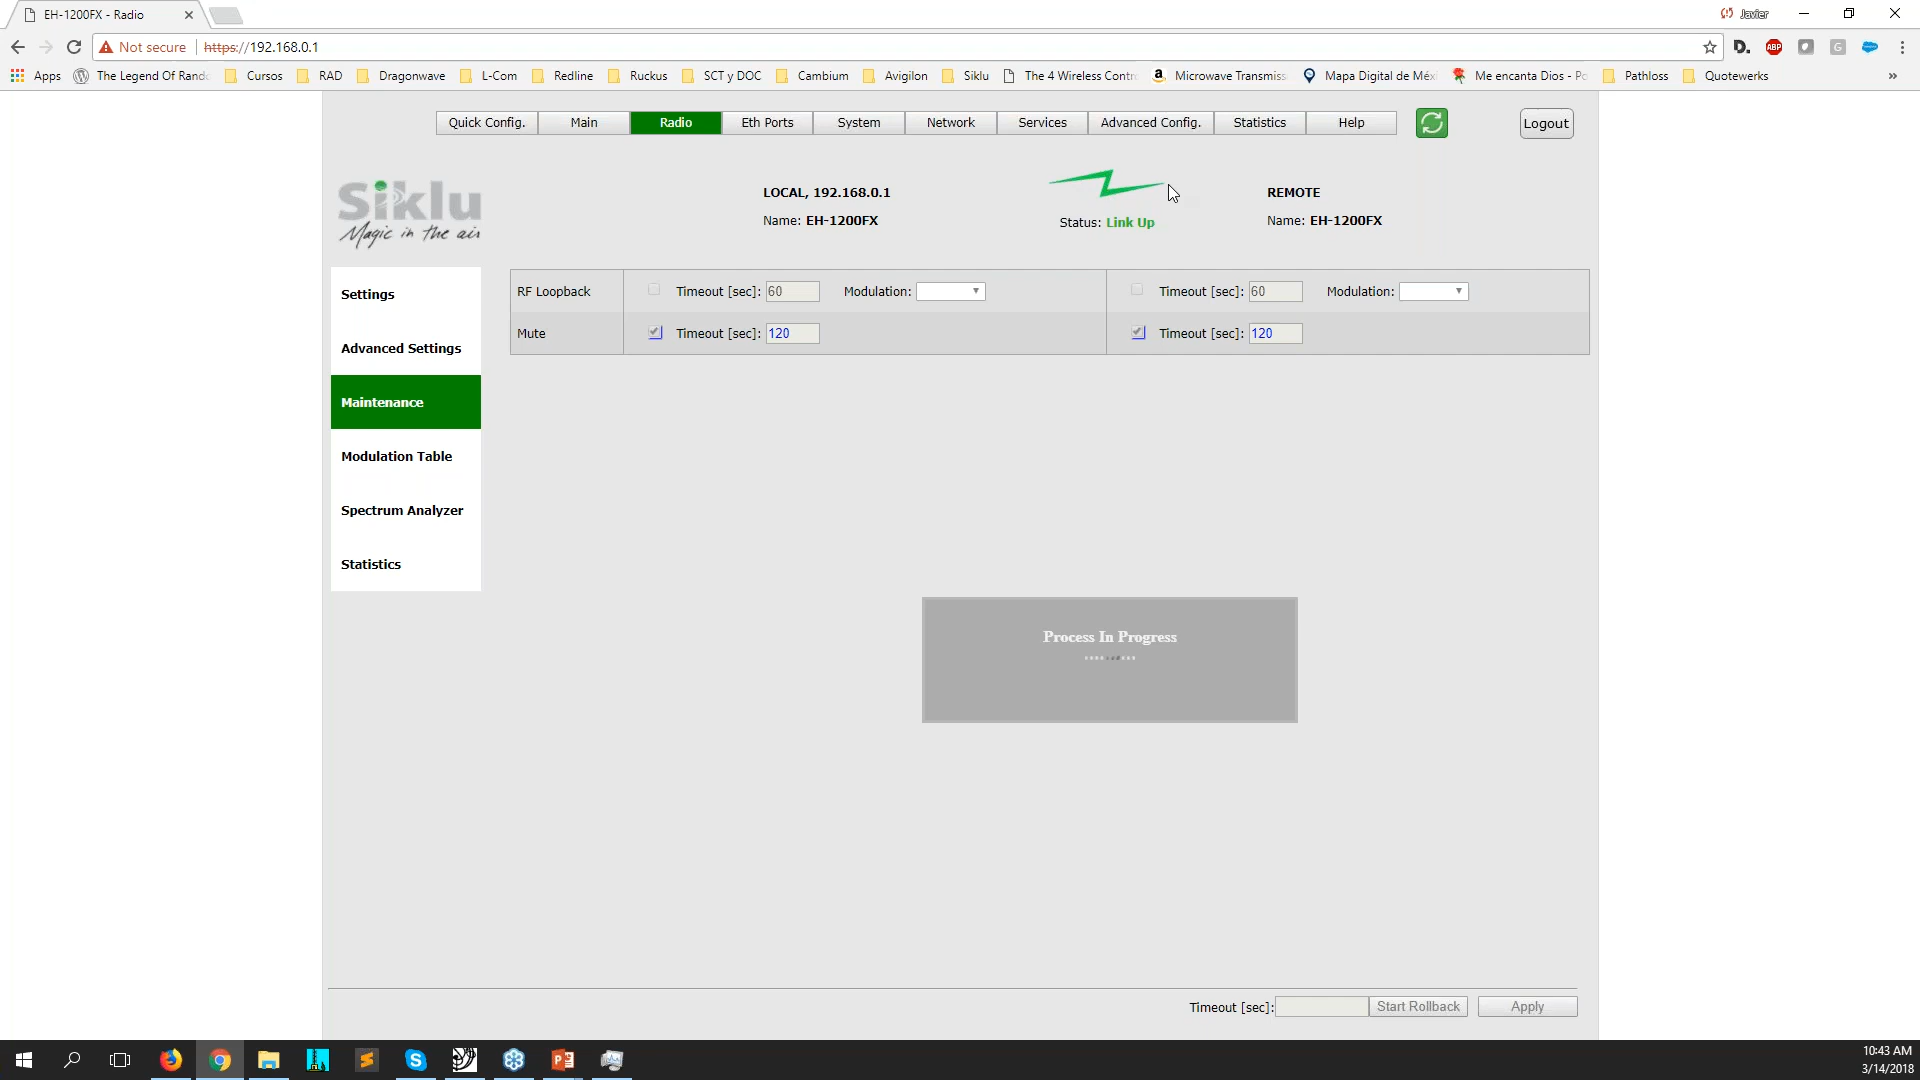 EH-1200FX - Radio
Javier
Not secure https://192.168.0.1
Apps The Legend Of Rand Cursos RAD Dragonwave L-Com Redline Ruckus SCT y DOC Cambium Avigilon Siklu The 4 Wireless Contr Microwave Transmiss Mapa Digital de Méx Me encanta Dios - Po Pathloss Quotewerks »
Quick Config. Main Radio Eth Ports System Network Services Advanced Config. Statistics Help Logout
Siklu
Magic in the air
LOCAL, 192.168.0.1
Name: EH-1200FX
Status: Link Up
REMOTE
Name: EH-1200FX
Settings
Advanced Settings
Maintenance
Modulation Table
Spectrum Analyzer
Statistics
RF Loopback Timeout [sec]: 60 Modulation: Timeout [sec]: 60 Modulation:
Mute Timeout [sec]: 120 Timeout [sec]: 120
Process In Progress
Timeout [sec]: Start Rollback Apply
10:43 AM
3/14/2018